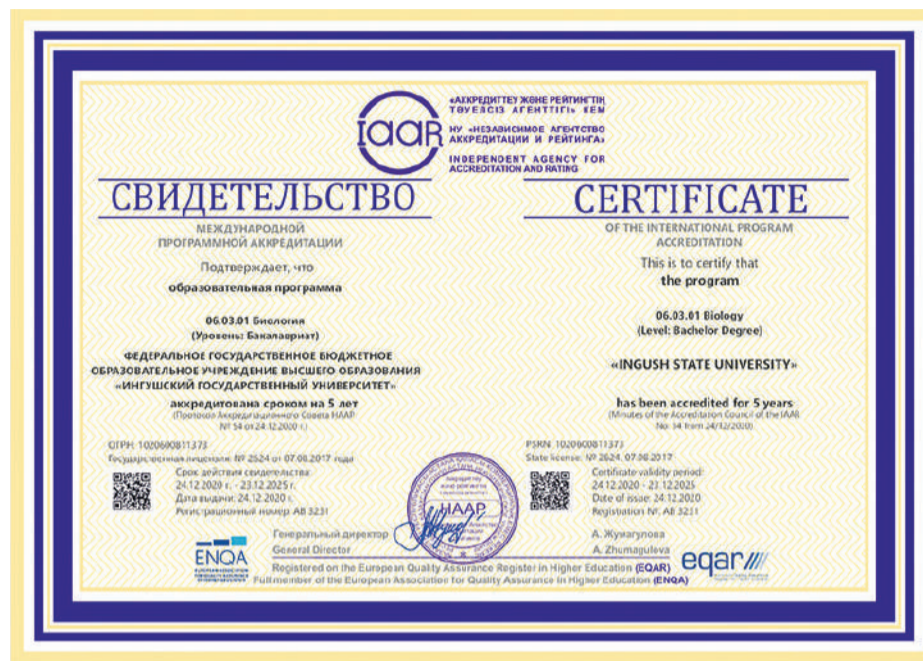 IAAR
«АККРЕДИТТЕУ ЖӘНЕ РЕЙТИНГТІҢ
ТӘУЕЛСІЗ АГЕНТТІГІ» КЕМ
НУ «НЕЗАВИСИМОЕ АГЕНТСТВО
АККРЕДИТАЦИИ И РЕЙТИНГА»
INDEPENDENT AGENCY FOR
ACCREDITATION AND RATING
СВИДЕТЕЛЬСТВО
МЕЖДУНАРОДНОЙ
ПРОГРАММНОЙ АККРЕДИТАЦИИ
Подтверждает, что
образовательная программа
06.03.01 Биология
(Уровень: Бакалавриат)
ФЕДЕРАЛЬНОЕ ГОСУДАРСТВЕННОЕ БЮДЖЕТНОЕ
ОБРАЗОВАТЕЛЬНОЕ УЧРЕЖДЕНИЕ ВЫСШЕГО ОБРАЗОВАНИЯ
«ИНГУШСКИЙ ГОСУДАРСТВЕННЫЙ УНИВЕРСИТЕТ»
аккредитована сроком на 5 лет
(Протокол Аккредитационного Совета НААР
№ 54 от 24.12.2020 г.)
ОГРН: 1020600811373
Государственная лицензия: № 2624 от 07.08.2017 года
Срок действия свидетельства:
24.12.2020 г. - 23.12.2025 г.
Дата выдачи: 24.12.2020 г.
Регистрационный номер: АВ 3231
CERTIFICATE
OF THE INTERNATIONAL PROGRAM
ACCREDITATION
This is to certify that
the program
06.03.01 Biology
(Level: Bachelor Degree)
«INGUSH STATE UNIVERSITY»
has been accredited for 5 years
(Minutes of the Accreditation Council of the IAAR
No. 54 from 24/12/2020)
PSRN: 1020600811373
State license: № 2624, 07.08.2017
Certificate validity period:
24.12.2020 - 23.12.2025
Date of issue: 24.12.2020
Registration №: AB 3231
НААР
Генеральный директор
General Director
А. Жумагулова
A. Zhumagulova
ENQA
eqar
Registered on the European Quality Assurance Register in Higher Education (EQAR)
Full member of the European Association for Quality Assurance in Higher Education (ENQA)